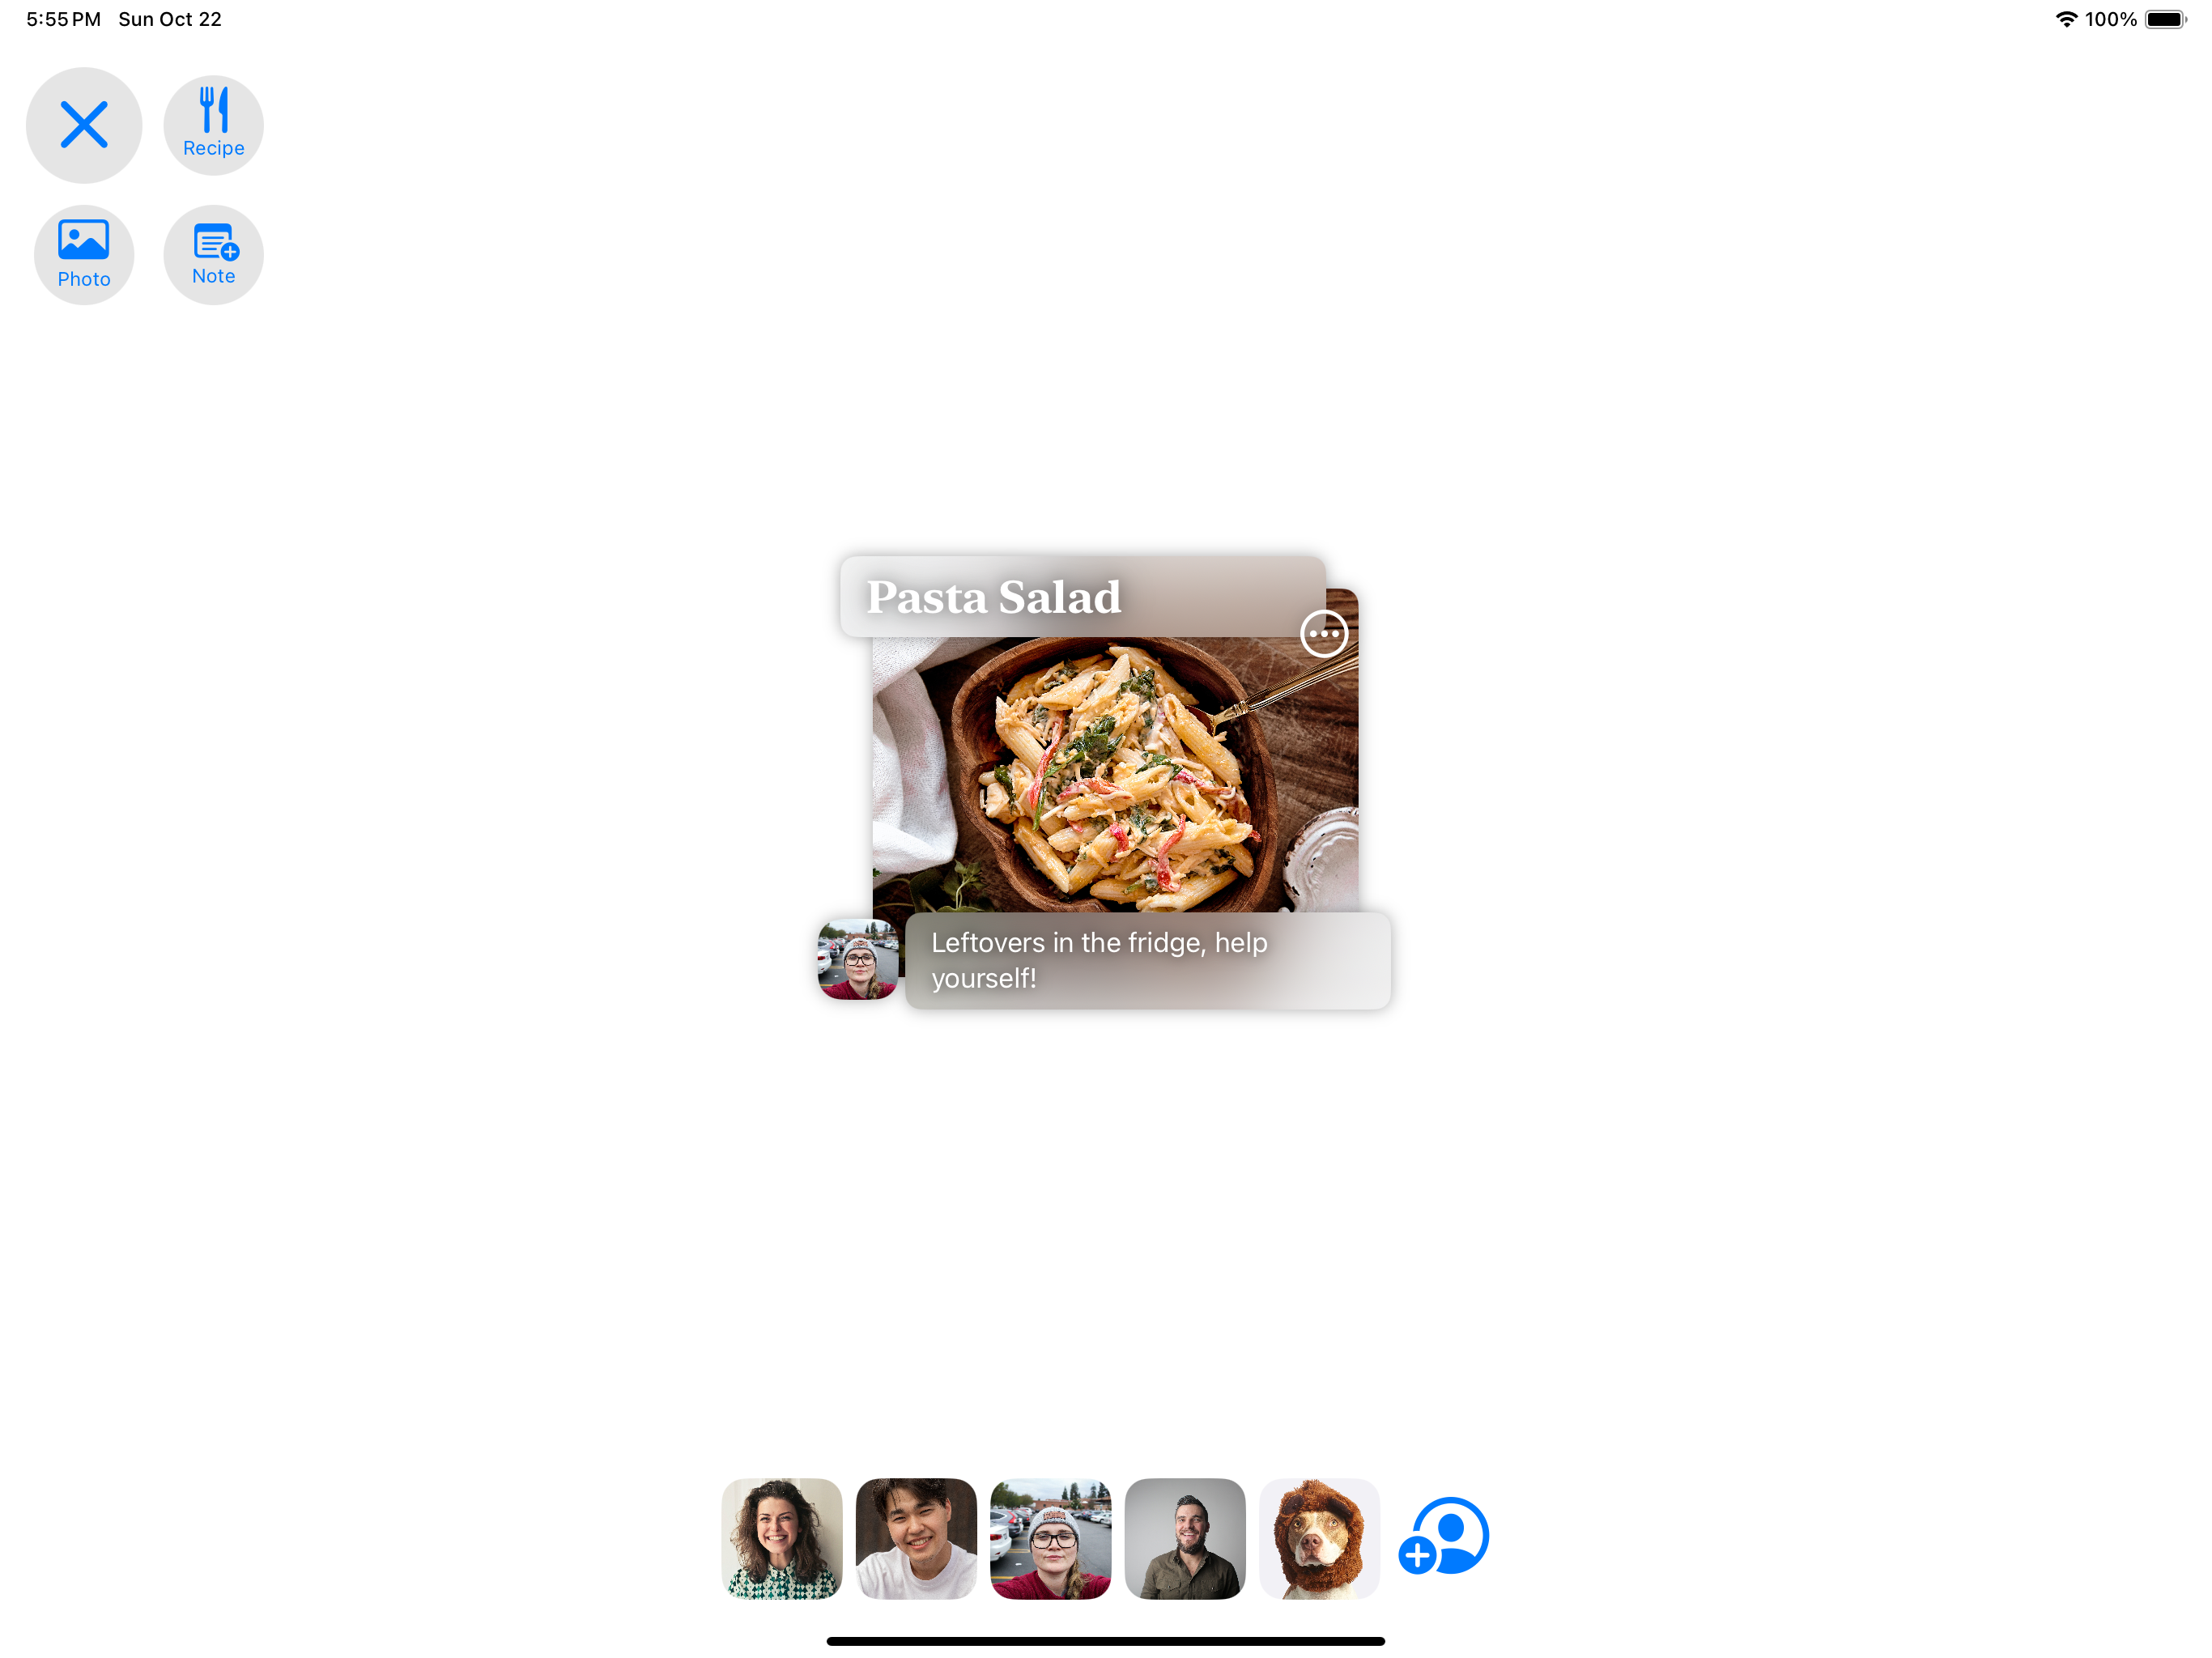 5:55 PM Sun Oct 22
100%
Recipe
Photo
Note
Pasta Salad
Leftovers in the fridge, help
yourself!